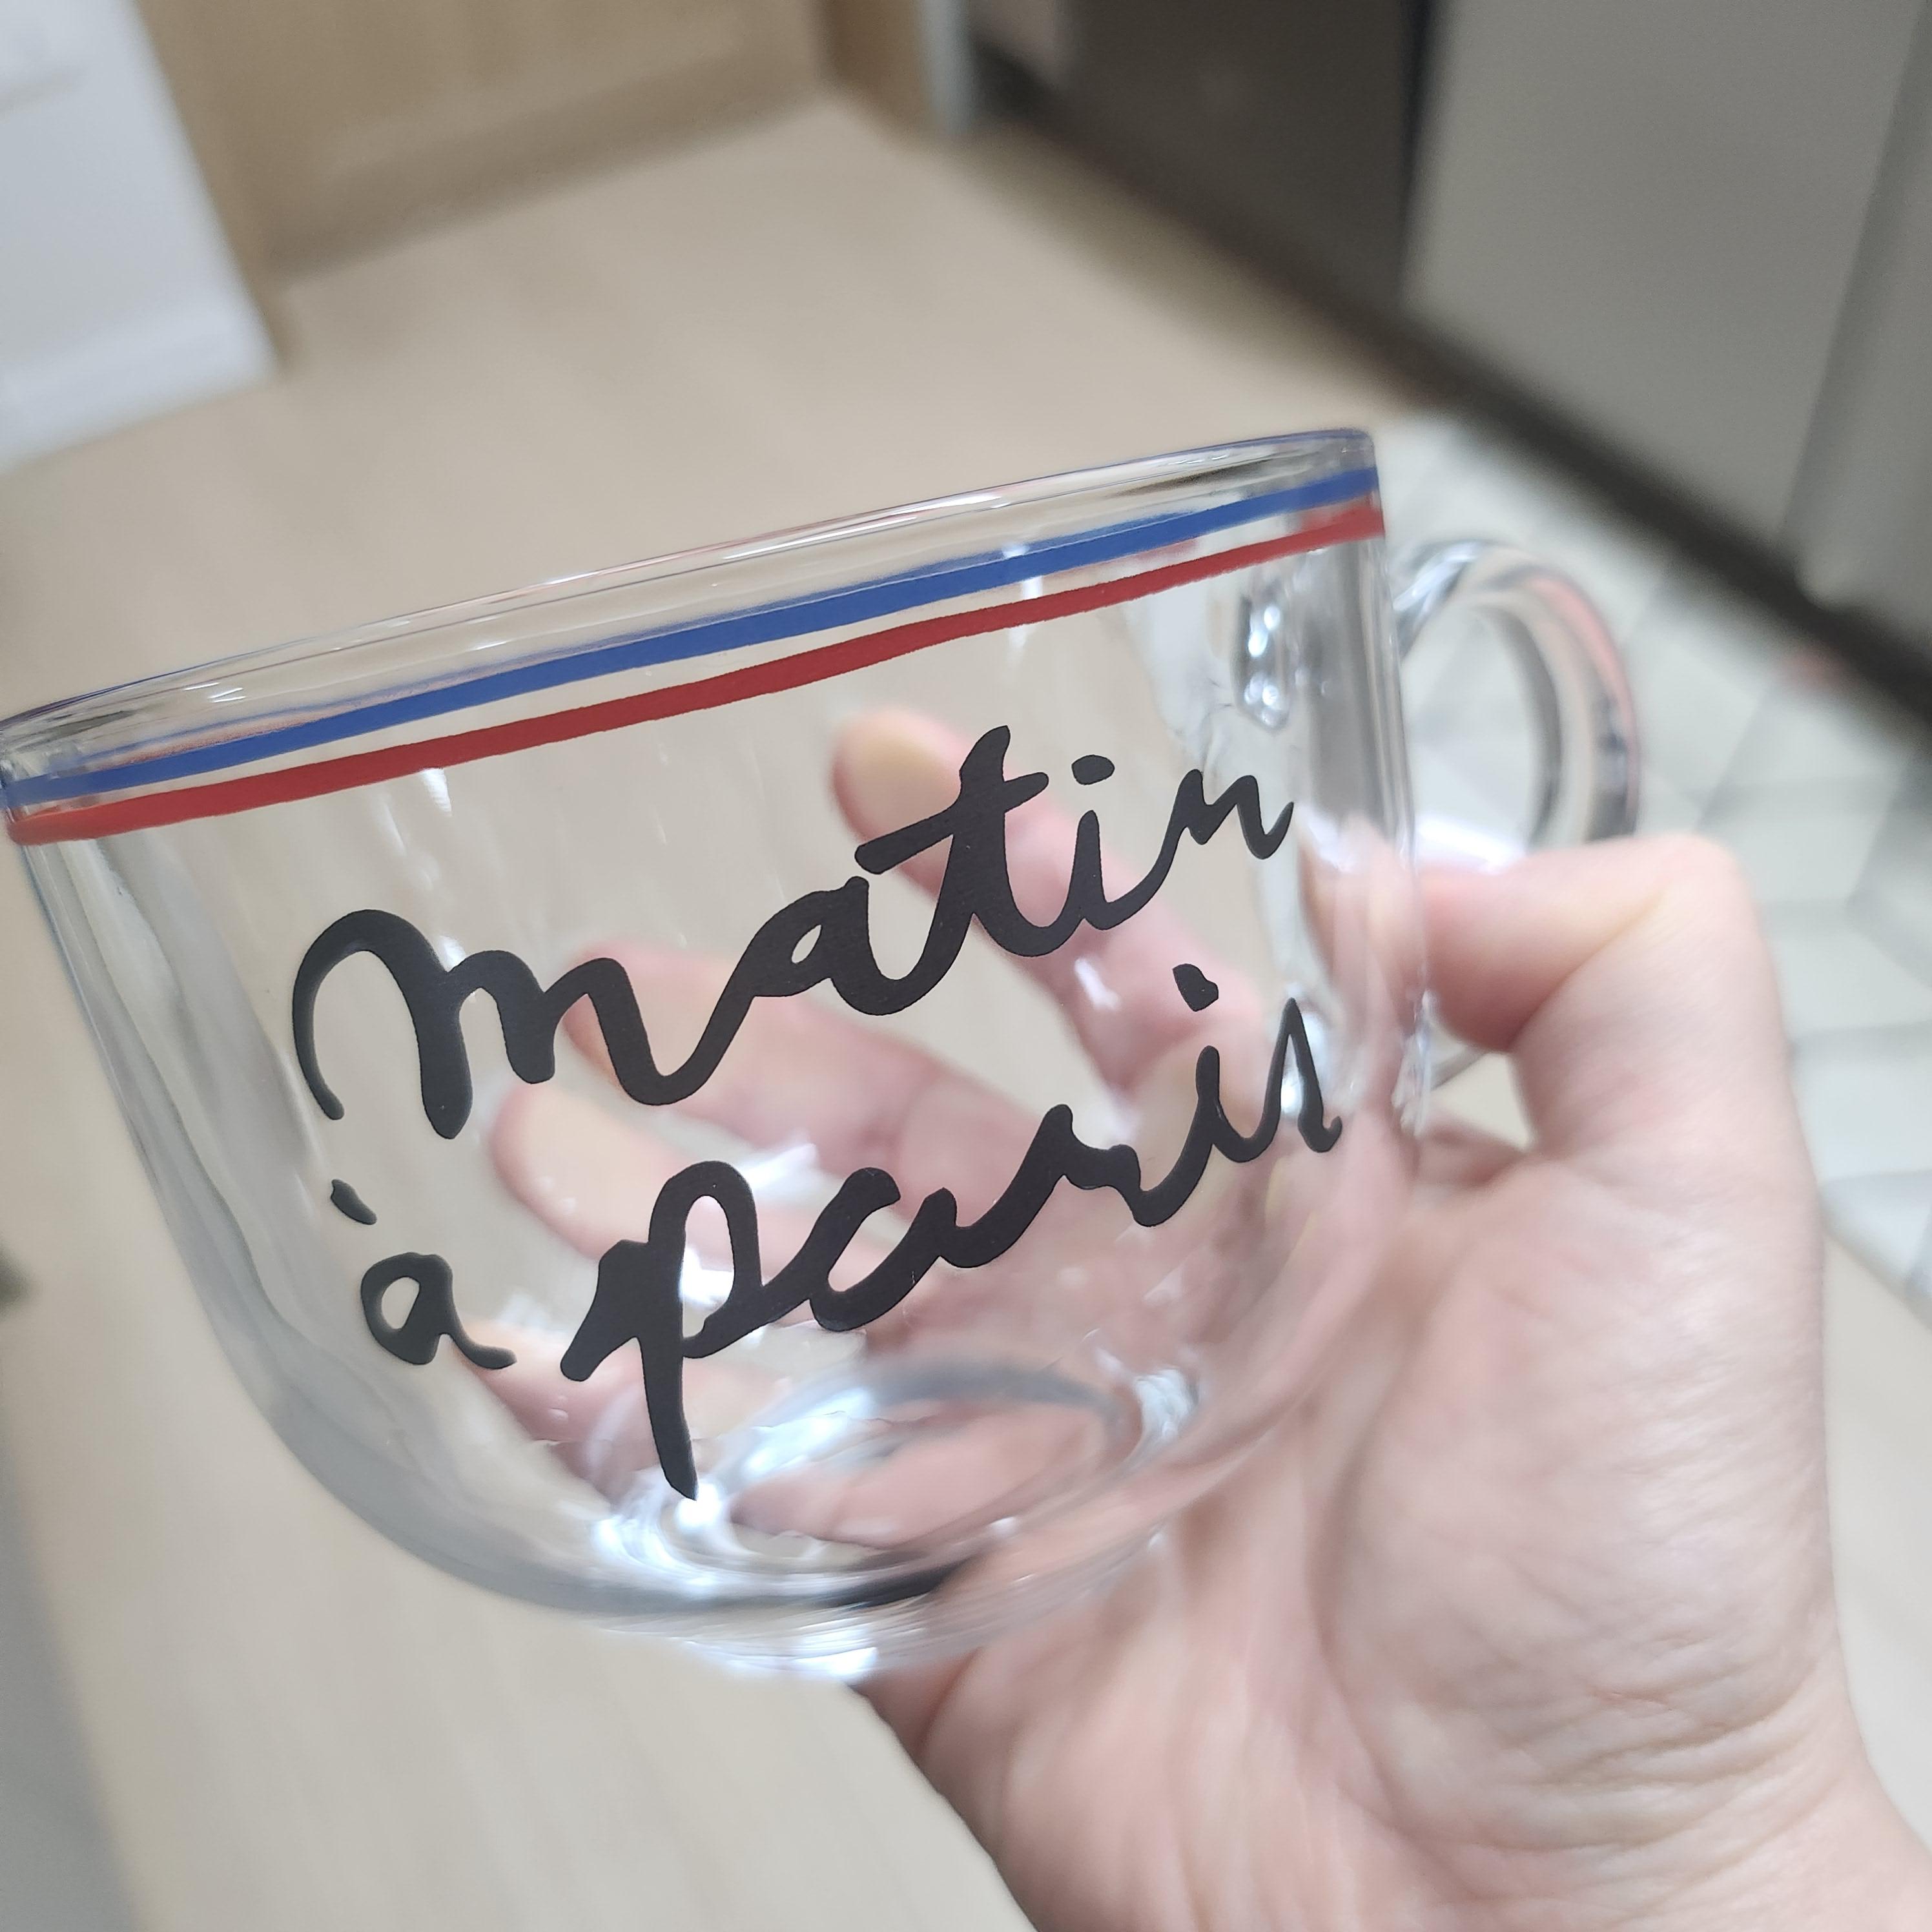 matin
à paris